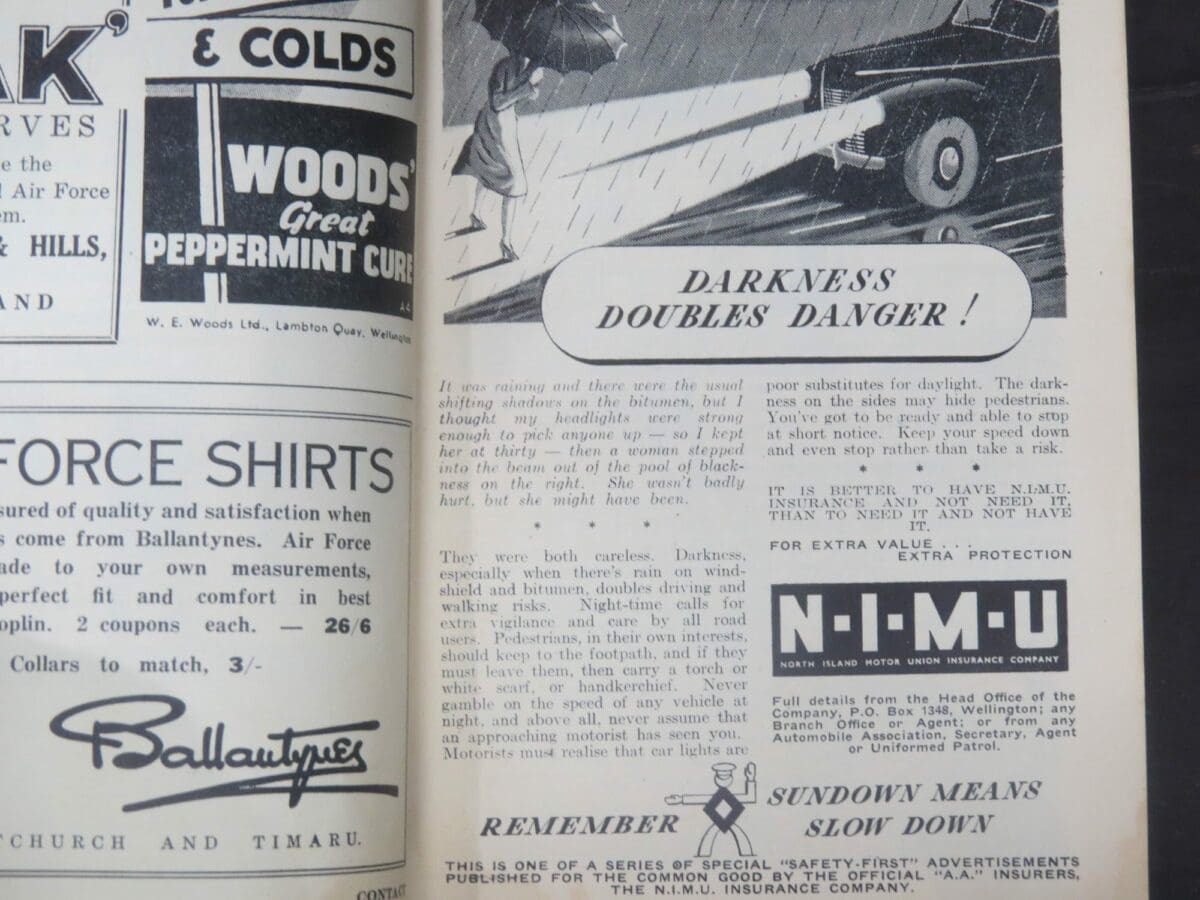 AK'
RVES
e the
l Air Force
em.
& HILLS,
AND
& COLDS
WOODS'
Great
PEPPERMINT CURE
A4
W. E. Woods Ltd., Lambton Quay, Wellington
FORCE SHIRTS
sured of quality and satisfaction when
s come from Ballantynes. Air Force
ade to your own measurements,
perfect fit and comfort in best
oplin. 2 coupons each. — 26/6
Collars to match, 3/-
Ballantynes
TCHURCH AND TIMARU.
CONTACT
DARKNESS
DOUBLES DANGER!
It was raining and there were the usual
shifting shadows on the bitumen, but I
thought my headlights were strong
enough to pick anyone up — so I kept
her at thirty — then a woman stepped
into the beam out of the pool of black-
ness on the right. She wasn't badly
hurt, but she might have been.
* * *
They were both careless. Darkness,
especially when there's rain on wind-
shield and bitumen, doubles driving and
walking risks. Night-time calls for
extra vigilance and care by all road
users. Pedestrians, in their own interests,
should keep to the footpath, and if they
must leave them, then carry a torch or
white scarf, or handkerchief. Never
gamble on the speed of any vehicle at
night, and above all, never assume that
an approaching motorist has seen you.
Motorists must realise that car lights are
poor substitutes for daylight. The dark-
ness on the sides may hide pedestrians.
You've got to be ready and able to stop
at short notice. Keep your speed down
and even stop rather than take a risk.
* * *
IT IS BETTER TO HAVE N.I.M.U.
INSURANCE AND NOT NEED IT,
THAN TO NEED IT AND NOT HAVE
IT.
FOR EXTRA VALUE . . .
EXTRA PROTECTION
N·I·M·U
NORTH ISLAND MOTOR UNION INSURANCE COMPANY
Full details from the Head Office of the
Company, P.O. Box 1348, Wellington; any
Branch Office or Agent; or from any
Automobile Association, Secretary, Agent
or Uniformed Patrol.
REMEMBER
SUNDOWN MEANS
SLOW DOWN
THIS IS ONE OF A SERIES OF SPECIAL "SAFETY-FIRST" ADVERTISEMENTS
PUBLISHED FOR THE COMMON GOOD BY THE OFFICIAL "A.A." INSURERS,
THE N.I.M.U. INSURANCE COMPANY.